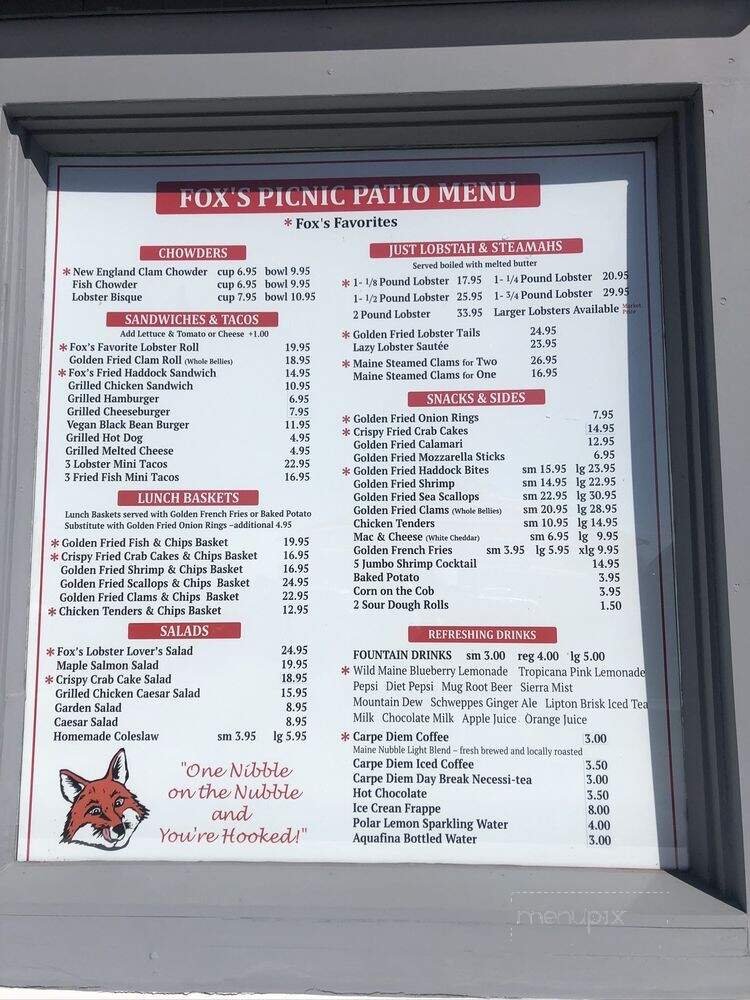 FOX'S PICNIC PATIO MENU
* Fox's Favorites
CHOWDERS
* New England Clam Chowder cup 6.95 bowl 9.95
Fish Chowder cup 6.95 bowl 9.95
Lobster Bisque cup 7.95 bowl 10.95
SANDWICHES & TACOS
Add Lettuce & Tomato or Cheese +1.00
* Fox's Favorite Lobster Roll 19.95
Golden Fried Clam Roll (Whole Bellies) 18.95
* Fox's Fried Haddock Sandwich 14.95
Grilled Chicken Sandwich 10.95
Grilled Hamburger 6.95
Grilled Cheeseburger 7.95
Vegan Black Bean Burger 11.95
Grilled Hot Dog 4.95
Grilled Melted Cheese 4.95
3 Lobster Mini Tacos 22.95
3 Fried Fish Mini Tacos 16.95
LUNCH BASKETS
Lunch Baskets served with Golden French Fries or Baked Potato
Substitute with Golden Fried Onion Rings –additional 4.95
* Golden Fried Fish & Chips Basket 19.95
* Crispy Fried Crab Cakes & Chips Basket 16.95
Golden Fried Shrimp & Chips Basket 16.95
Golden Fried Scallops & Chips Basket 24.95
Golden Fried Clams & Chips Basket 22.95
* Chicken Tenders & Chips Basket 12.95
SALADS
* Fox's Lobster Lover's Salad 24.95
Maple Salmon Salad 19.95
* Crispy Crab Cake Salad 18.95
Grilled Chicken Caesar Salad 15.95
Garden Salad 8.95
Caesar Salad 8.95
Homemade Coleslaw sm 3.95 lg 5.95
"One Nibble
on the Nubble
and
You're Hooked!"
JUST LOBSTAH & STEAMAHS
Served boiled with melted butter
* 1- 1/8 Pound Lobster 17.95 1- 1/4 Pound Lobster 20.95
1- 1/2 Pound Lobster 25.95 1- 3/4 Pound Lobster 29.95
2 Pound Lobster 33.95 Larger Lobsters Available Market Price
* Golden Fried Lobster Tails 24.95
Lazy Lobster Sautée 23.95
* Maine Steamed Clams for Two 26.95
Maine Steamed Clams for One 16.95
SNACKS & SIDES
* Golden Fried Onion Rings 7.95
* Crispy Fried Crab Cakes 14.95
Golden Fried Calamari 12.95
Golden Fried Mozzarella Sticks 6.95
* Golden Fried Haddock Bites sm 15.95 lg 23.95
Golden Fried Shrimp sm 14.95 lg 22.95
Golden Fried Sea Scallops sm 22.95 lg 30.95
Golden Fried Clams (Whole Bellies) sm 20.95 lg 28.95
Chicken Tenders sm 10.95 lg 14.95
Mac & Cheese (White Cheddar) sm 6.95 lg 9.95
Golden French Fries sm 3.95 lg 5.95 xlg 9.95
5 Jumbo Shrimp Cocktail 14.95
Baked Potato 3.95
Corn on the Cob 3.95
2 Sour Dough Rolls 1.50
REFRESHING DRINKS
FOUNTAIN DRINKS sm 3.00 reg 4.00 lg 5.00
* Wild Maine Blueberry Lemonade Tropicana Pink Lemonade
Pepsi Diet Pepsi Mug Root Beer Sierra Mist
Mountain Dew Schweppes Ginger Ale Lipton Brisk Iced Tea
Milk Chocolate Milk Apple Juice Orange Juice
* Carpe Diem Coffee 3.00
Maine Nubble Light Blend – fresh brewed and locally roasted
Carpe Diem Iced Coffee 3.50
Carpe Diem Day Break Necessi-tea 3.00
Hot Chocolate 3.50
Ice Crean Frappe 8.00
Polar Lemon Sparkling Water 4.00
Aquafina Bottled Water 3.00
menupix